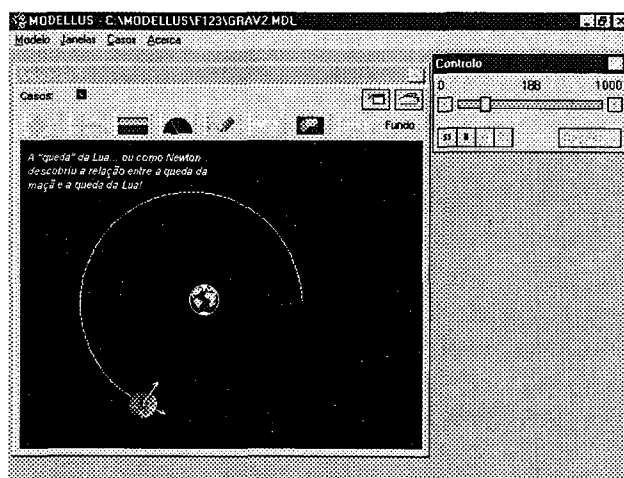 MODELLUS - C:\MODELLUS\F123\GRAV2.MDL
Modelo Janelas Casos Acerca
Controlo
0 188 1000
Casos:
Fundo
A "queda" da Lua... ou como Newton
descobriu a relação entre a queda da
maçã e a queda da Lua!